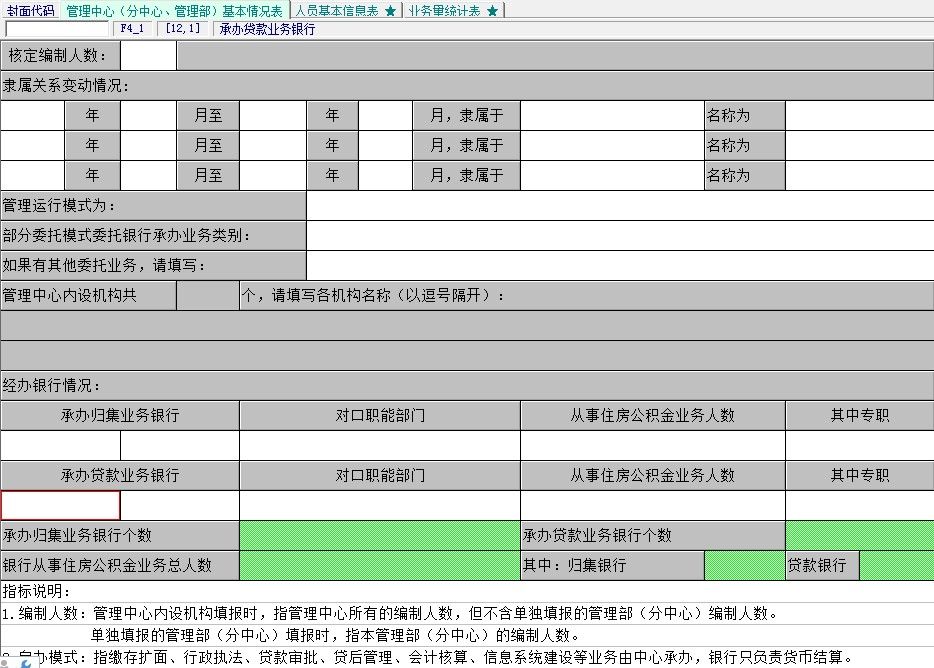 封面代码 管理中心（分中心、管理部）基本情况表 人员基本信息表 ★ 业务量统计表 ★
F4_1 [12,1] 承办贷款业务银行
核定编制人数：
隶属关系变动情况：
年 月至 年 月，隶属于 名称为
年 月至 年 月，隶属于 名称为
年 月至 年 月，隶属于 名称为
管理运行模式为：
部分委托模式委托银行承办业务类别：
如果有其他委托业务，请填写：
管理中心内设机构共 个，请填写各机构名称（以逗号隔开）：
经办银行情况：
承办归集业务银行 对口职能部门 从事住房公积金业务人数 其中专职
承办贷款业务银行 对口职能部门 从事住房公积金业务人数 其中专职
承办归集业务银行个数 承办贷款业务银行个数
银行从事住房公积金业务总人数 其中：归集银行 贷款银行
指标说明：
1.编制人数：管理中心内设机构填报时，指管理中心所有的编制人数，但不含单独填报的管理部（分中心）编制人数。
单独填报的管理部（分中心）填报时，指本管理部（分中心）的编制人数。
办模式：指缴存扩面、行政执法、贷款审批、贷后管理、会计核算、信息系统建设等业务由中心承办，银行只负责货币结算。